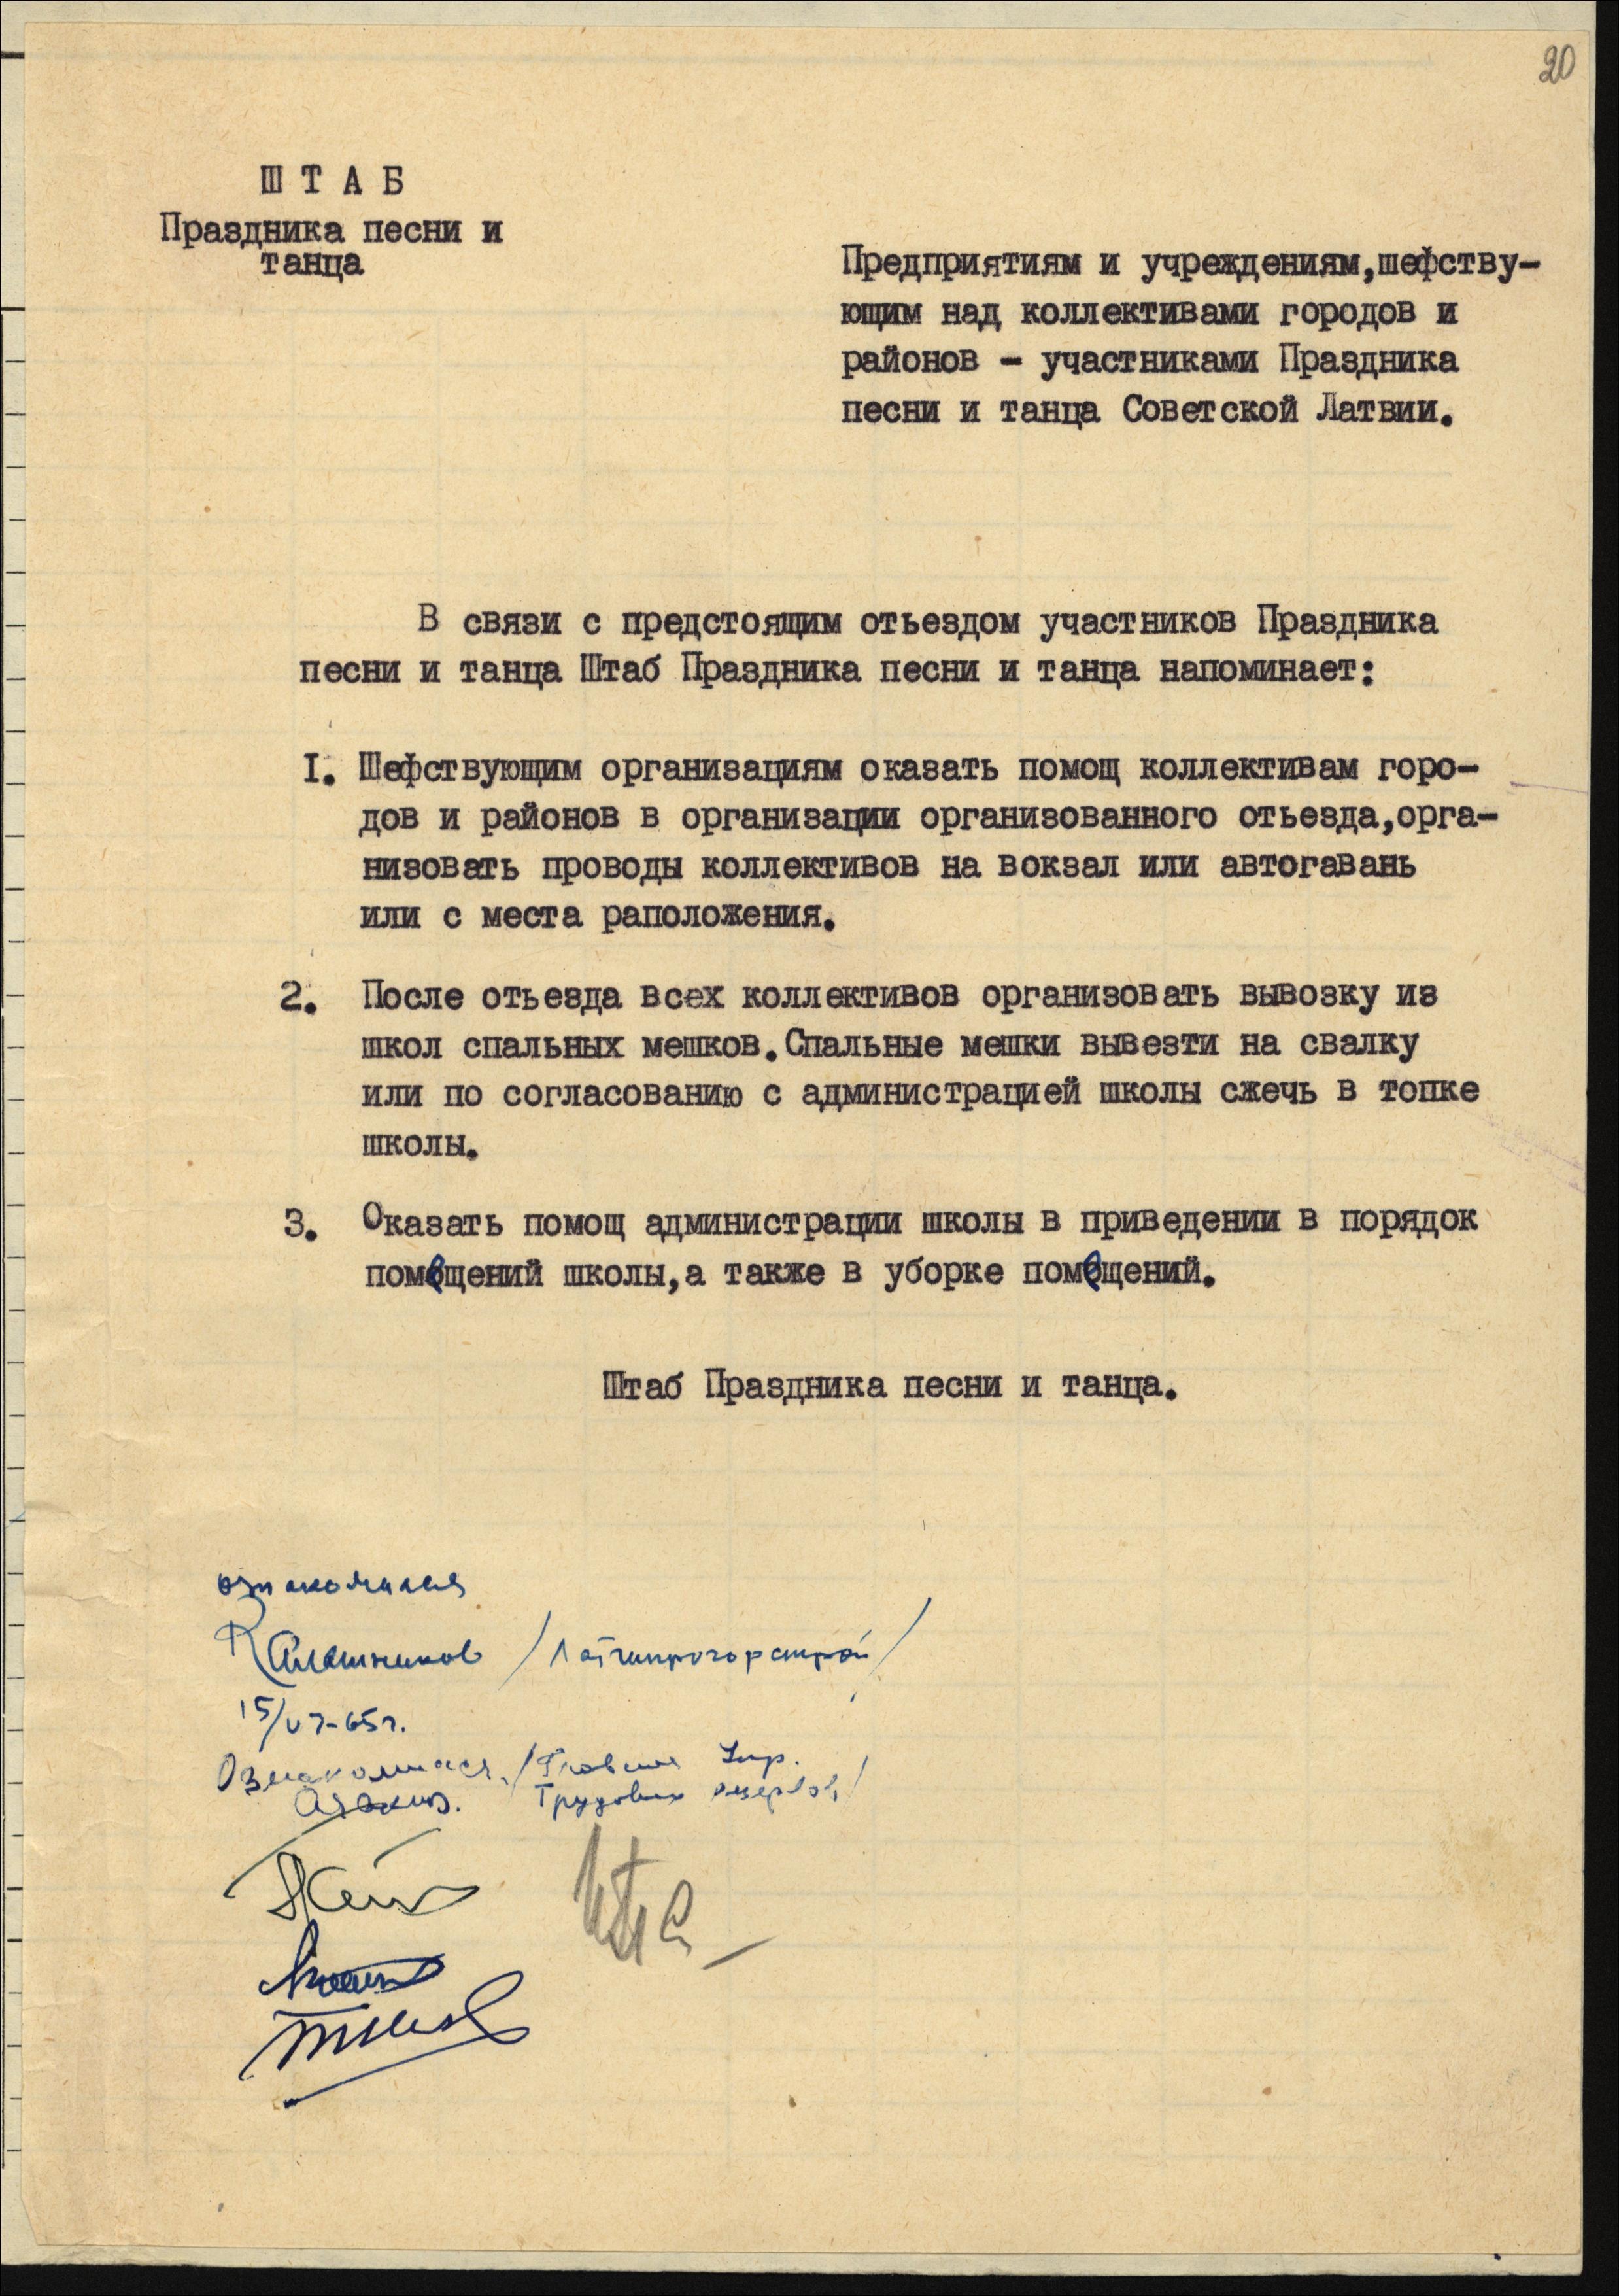 20
ШТАБ
Праздника песни и
танца
Предприятиям и учреждениям,шефству-
ющим над коллективами городов и
районов - участниками Праздника
песни и танца Советской Латвии.
В связи с предстоящим отьездом участников Праздника
песни и танца Штаб Праздника песни и танца напоминает:
I. Шефствующим организациям оказать помощ коллективам горо-
дов и районов в организации организованного отьезда,орга-
низовать проводы коллективов на вокзал или автогавань
или с места раположения.
2. После отьезда всех коллективов организовать вывозку из
школ спальных мешков.Спальные мешки вывезти на свалку
или по согласованию с администрацией школы сжечь в топке
школы.
3. Оказать помощ администрации школы в приведении в порядок
помещений школы,а также в уборке помещений.
Штаб Праздника песни и танца.
ознакомился
Калашников /Латгипрогорстрой/
15/VII-65г.
Ознакомился /Главное Упр.
Трудовых резервов/